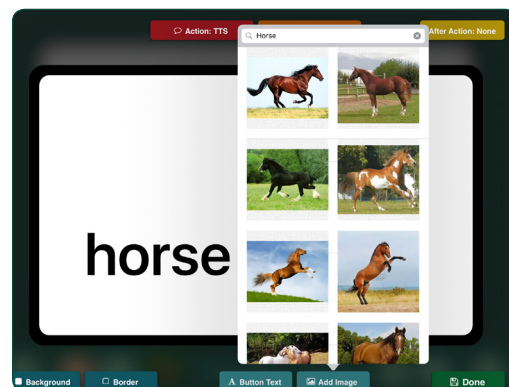 Action: TTS
After Action: None
Horse
horse
Background
Border
A Button Text
Add Image
Done